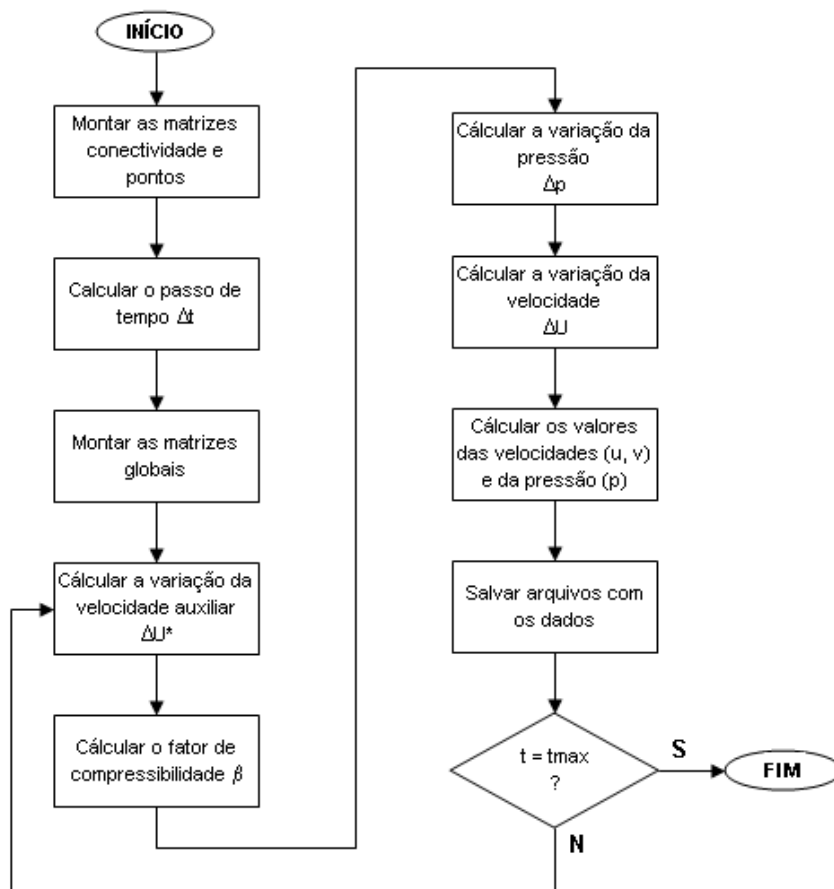 INÍCIO
Montar as matrizes
conectividade e
pontos
Calcular o passo de
tempo Δt
Montar as matrizes
globais
Cálcular a variação da
velocidade auxiliar
ΔU*
Cálcular o fator de
compressibilidade β
Cálcular a variação da
pressão
Δp
Cálcular a variação da
velocidade
ΔU
Cálcular os valores
das velocidades (u, v)
e da pressão (p)
Salvar arquivos com
os dados
t = tmax
?
S
FIM
N